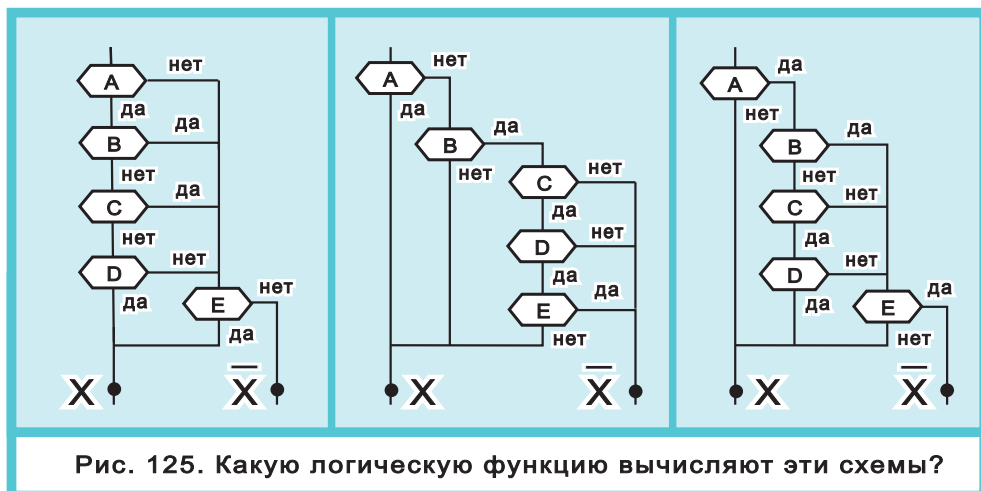 A
нет
да
B
да
нет
C
да
нет
D
нет
да
E
нет
да
X
X̅
A
нет
да
B
да
нет
C
нет
да
D
нет
да
E
да
нет
X
X̅
A
да
нет
B
да
нет
C
нет
да
D
нет
да
E
да
нет
X
X̅
Рис. 125. Какую логическую функцию вычисляют эти схемы?